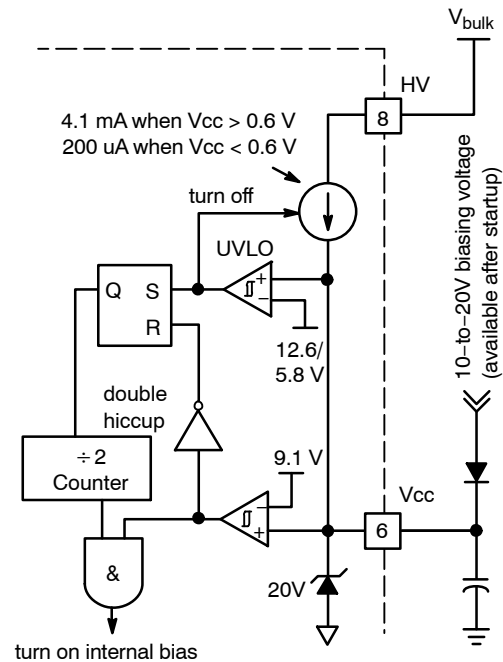 V_bulk
HV
8
4.1 mA when Vcc > 0.6 V
200 uA when Vcc < 0.6 V
turn off
UVLO
10−to−20V biasing voltage
(available after startup)
Q
S
R
+
−
12.6/
5.8 V
double
hiccup
÷ 2
Counter
9.1 V
−
+
Vcc
6
&
20V
turn on internal bias